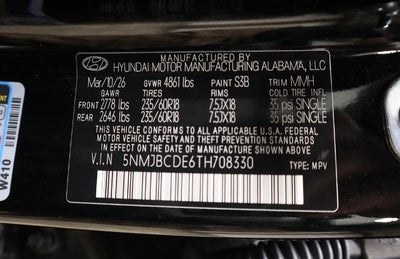 MANUFACTURED BY
HYUNDAI MOTOR MANUFACTURING ALABAMA, LLC
Mar/10/26 GVWR 4861 lbs PAINT S3B TRIM MMH
GAWR TIRES RIMS COLD TIRE INFL
FRONT 2778 lbs 235/60R18 7.5JX18 35 psi SINGLE
REAR 2646 lbs 235/60R18 7.5JX18 35 psi SINGLE
THIS VEHICLE CONFORMS TO ALL APPLICABLE U.S. FEDERAL
MOTOR VEHICLE SAFETY AND THEFT PREVENTION STANDARDS
IN EFFECT ON THE DATE OF MANUFACTURE SHOWN ABOVE.
V.I.N 5NMJBCDE6TH708330 TYPE: MPV
W410